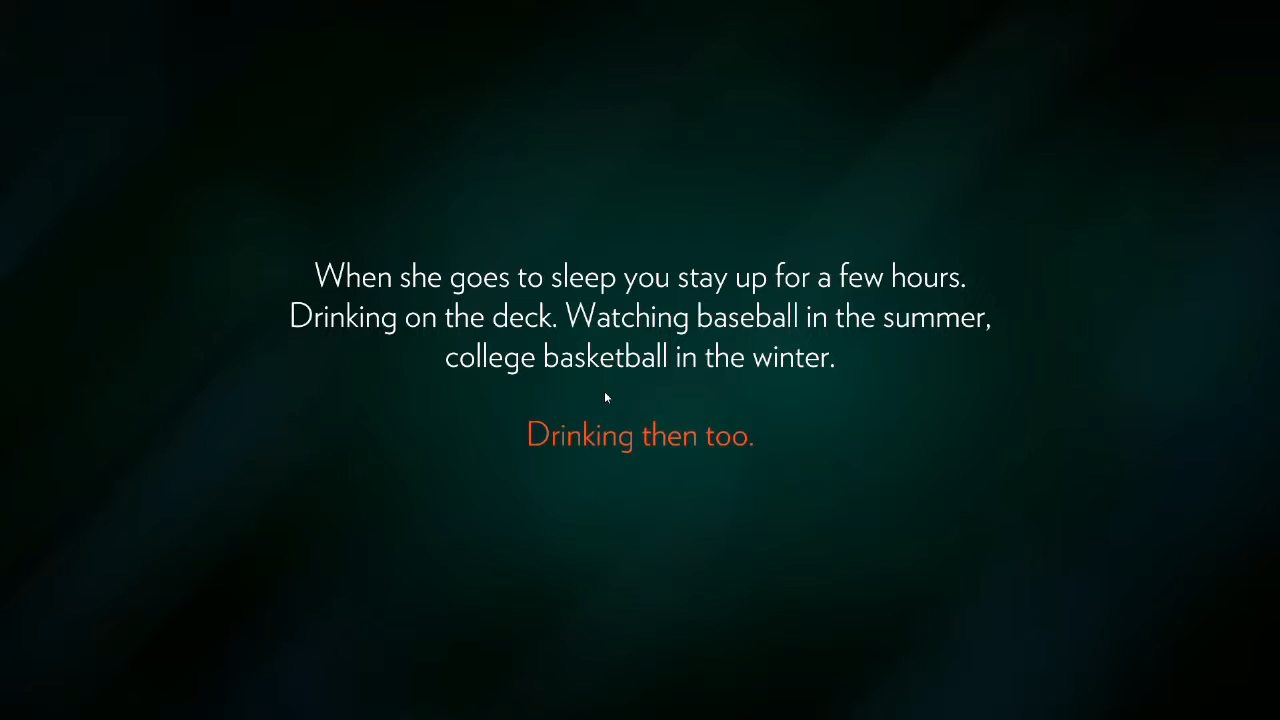 When she goes to sleep you stay up for a few hours.
Drinking on the deck. Watching baseball in the summer,
college basketball in the winter.
Drinking then too.